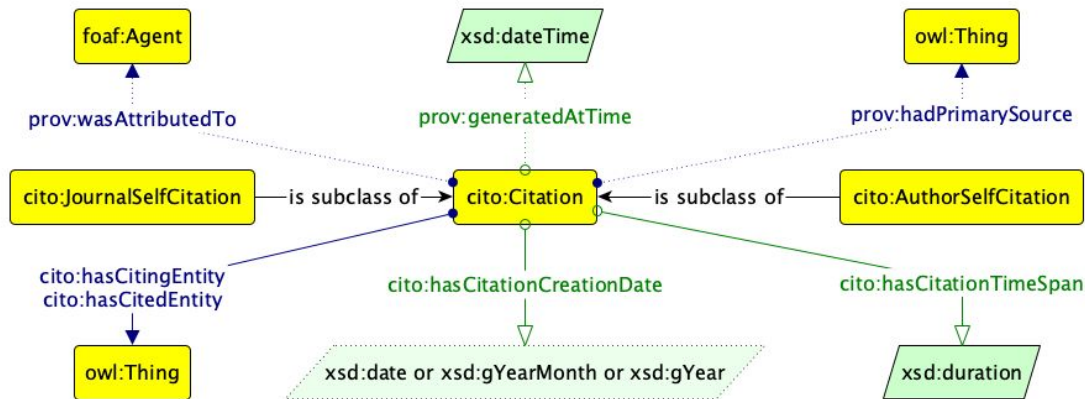 foaf:Agent
xsd:dateTime
owl:Thing
prov:wasAttributedTo
prov:generatedAtTime
prov:hadPrimarySource
cito:JournalSelfCitation
is subclass of
cito:Citation
is subclass of
cito:AuthorSelfCitation
cito:hasCitingEntity
cito:hasCitedEntity
cito:hasCitationCreationDate
cito:hasCitationTimeSpan
owl:Thing
xsd:date or xsd:gYearMonth or xsd:gYear
xsd:duration